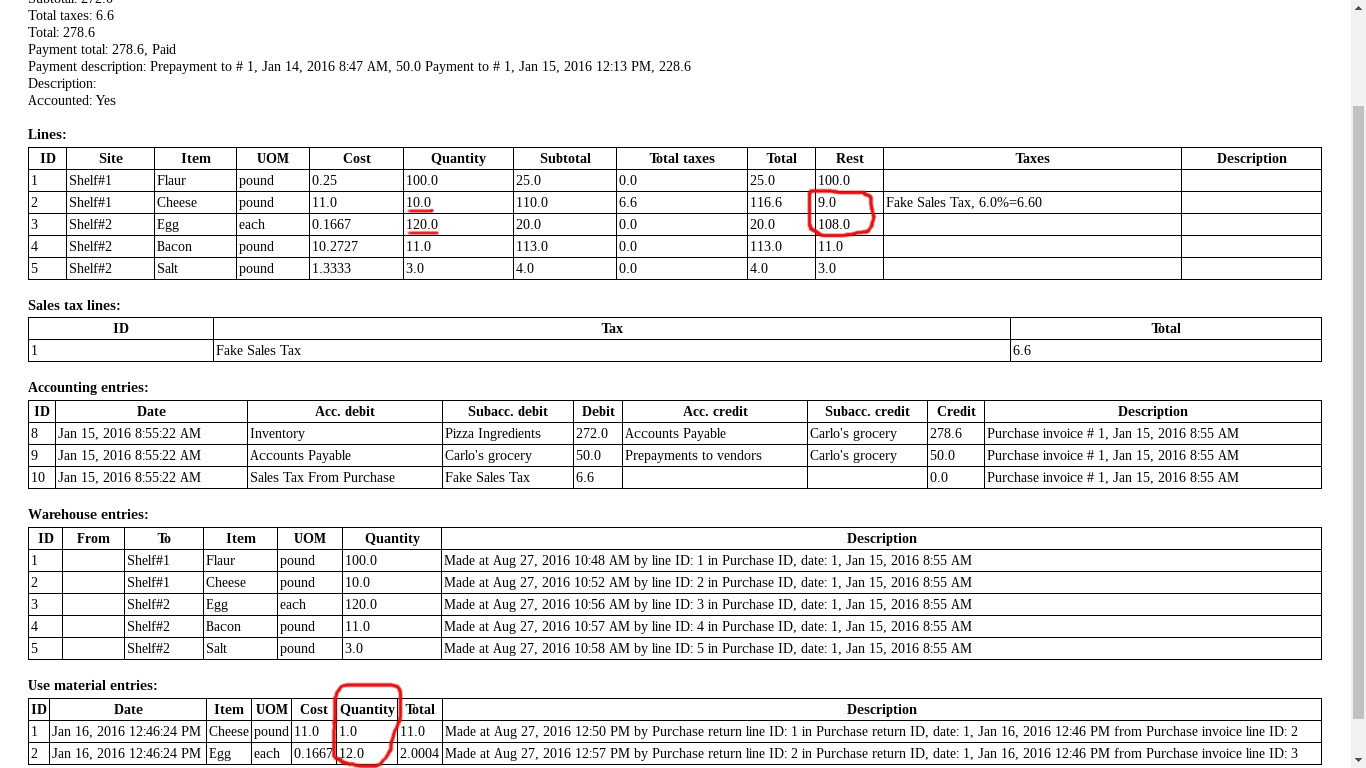 Subtotal: 272.0
Total taxes: 6.6
Total: 278.6
Payment total: 278.6, Paid
Payment description: Prepayment to # 1, Jan 14, 2016 8:47 AM, 50.0 Payment to # 1, Jan 15, 2016 12:13 PM, 228.6
Description:
Accounted: Yes
Lines:
ID Site Item UOM Cost Quantity Subtotal Total taxes Total Rest Taxes Description
1 Shelf#1 Flaur pound 0.25 100.0 25.0 0.0 25.0 100.0
2 Shelf#1 Cheese pound 11.0 10.0 110.0 6.6 116.6 9.0 Fake Sales Tax, 6.0%=6.60
3 Shelf#2 Egg each 0.1667 120.0 20.0 0.0 20.0 108.0
4 Shelf#2 Bacon pound 10.2727 11.0 113.0 0.0 113.0 11.0
5 Shelf#2 Salt pound 1.3333 3.0 4.0 0.0 4.0 3.0
Sales tax lines:
ID Tax Total
1 Fake Sales Tax 6.6
Accounting entries:
ID Date Acc. debit Subacc. debit Debit Acc. credit Subacc. credit Credit Description
8 Jan 15, 2016 8:55:22 AM Inventory Pizza Ingredients 272.0 Accounts Payable Carlo's grocery 278.6 Purchase invoice # 1, Jan 15, 2016 8:55 AM
9 Jan 15, 2016 8:55:22 AM Accounts Payable Carlo's grocery 50.0 Prepayments to vendors Carlo's grocery 50.0 Purchase invoice # 1, Jan 15, 2016 8:55 AM
10 Jan 15, 2016 8:55:22 AM Sales Tax From Purchase Fake Sales Tax 6.6 0.0 Purchase invoice # 1, Jan 15, 2016 8:55 AM
Warehouse entries:
ID From To Item UOM Quantity Description
1 Shelf#1 Flaur pound 100.0 Made at Aug 27, 2016 10:48 AM by line ID: 1 in Purchase ID, date: 1, Jan 15, 2016 8:55 AM
2 Shelf#1 Cheese pound 10.0 Made at Aug 27, 2016 10:52 AM by line ID: 2 in Purchase ID, date: 1, Jan 15, 2016 8:55 AM
3 Shelf#2 Egg each 120.0 Made at Aug 27, 2016 10:56 AM by line ID: 3 in Purchase ID, date: 1, Jan 15, 2016 8:55 AM
4 Shelf#2 Bacon pound 11.0 Made at Aug 27, 2016 10:57 AM by line ID: 4 in Purchase ID, date: 1, Jan 15, 2016 8:55 AM
5 Shelf#2 Salt pound 3.0 Made at Aug 27, 2016 10:58 AM by line ID: 5 in Purchase ID, date: 1, Jan 15, 2016 8:55 AM
Use material entries:
ID Date Item UOM Cost Quantity Total Description
1 Jan 16, 2016 12:46:24 PM Cheese pound 11.0 1.0 11.0 Made at Aug 27, 2016 12:50 PM by Purchase return line ID: 1 in Purchase return ID, date: 1, Jan 16, 2016 12:46 PM from Purchase invoice line ID: 2
2 Jan 16, 2016 12:46:24 PM Egg each 0.1667 12.0 2.0004 Made at Aug 27, 2016 12:57 PM by Purchase return line ID: 2 in Purchase return ID, date: 1, Jan 16, 2016 12:46 PM from Purchase invoice line ID: 3